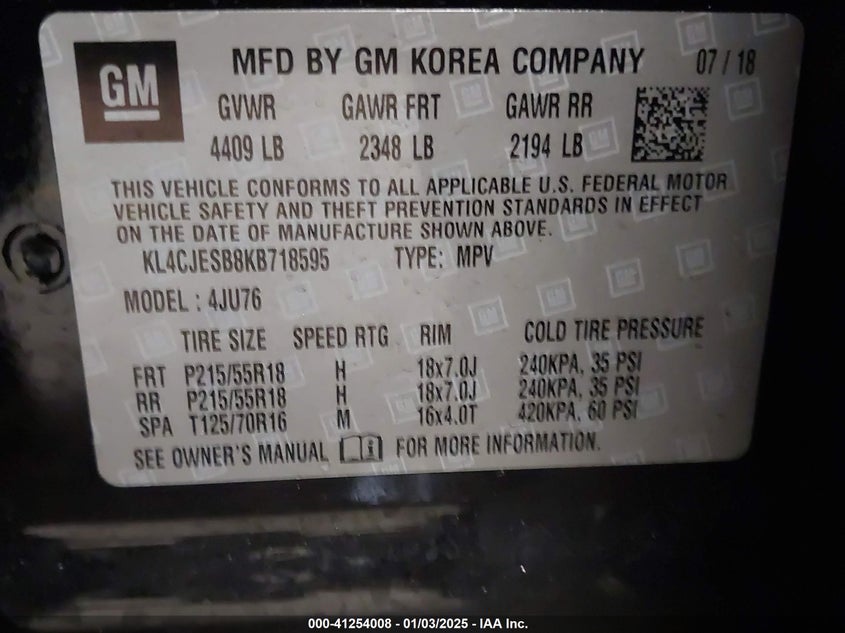 GM
MFD BY GM KOREA COMPANY 07 / 18
GVWR GAWR FRT GAWR RR
4409 LB 2348 LB 2194 LB
THIS VEHICLE CONFORMS TO ALL APPLICABLE U.S. FEDERAL MOTOR
VEHICLE SAFETY AND THEFT PREVENTION STANDARDS IN EFFECT
ON THE DATE OF MANUFACTURE SHOWN ABOVE.
KL4CJESB8KB718595 TYPE: MPV
MODEL : 4JU76
TIRE SIZE SPEED RTG RIM COLD TIRE PRESSURE
FRT P215/55R18 H 18x7.0J 240KPA, 35 PSI
RR P215/55R18 H 18x7.0J 240KPA, 35 PSI
SPA T125/70R16 M 16x4.0T 420KPA, 60 PSI
SEE OWNER'S MANUAL FOR MORE INFORMATION.
000-41254008 - 01/03/2025 - IAA Inc.